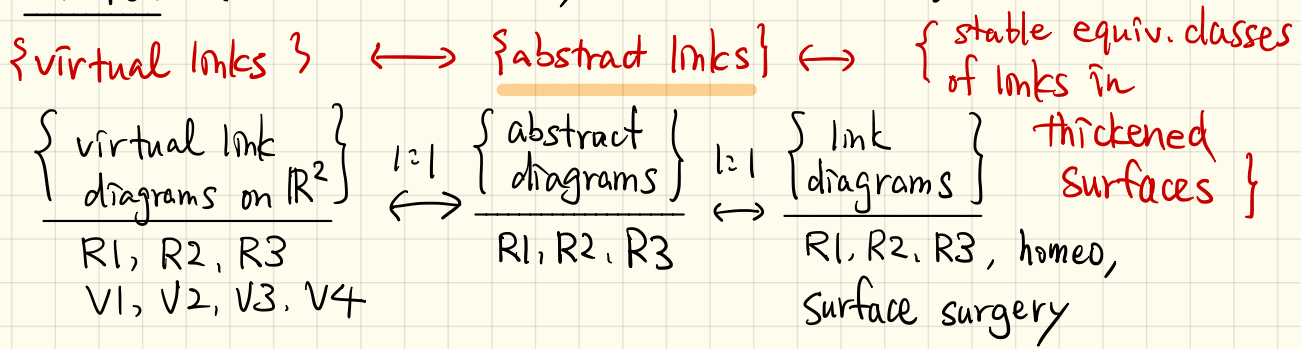 {virtual links} ⟷ {abstract links} ⟷ { stable equiv. classes
of links in
thickened
surfaces }
{ virtual link
diagrams on ℝ² } 1:1 ⟷ { abstract
diagrams } 1:1 ⟷ { link
diagrams }
R1, R2, R3
V1, V2, V3, V4
R1, R2, R3
R1, R2, R3, homeo,
surface surgery